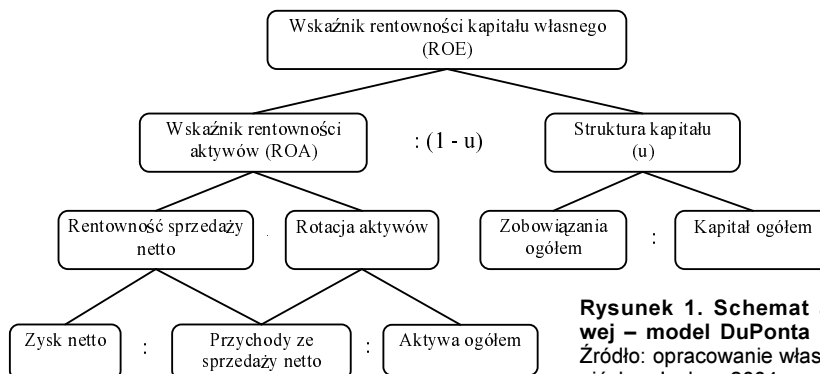 Wskaźnik rentowności kapitału własnego
(ROE)
Wskaźnik rentowności
aktywów (ROA)
: (1 - u)
Struktura kapitału
(u)
Rentowność sprzedaży
netto
.
Rotacja aktywów
Zobowiązania
ogółem
:
Kapitał ogółem
Zysk netto
:
Przychody ze
sprzedaży netto
:
Aktywa ogółem
Rysunek 1. Schemat
wej – model DuPonta
Źródło: opracowanie włas